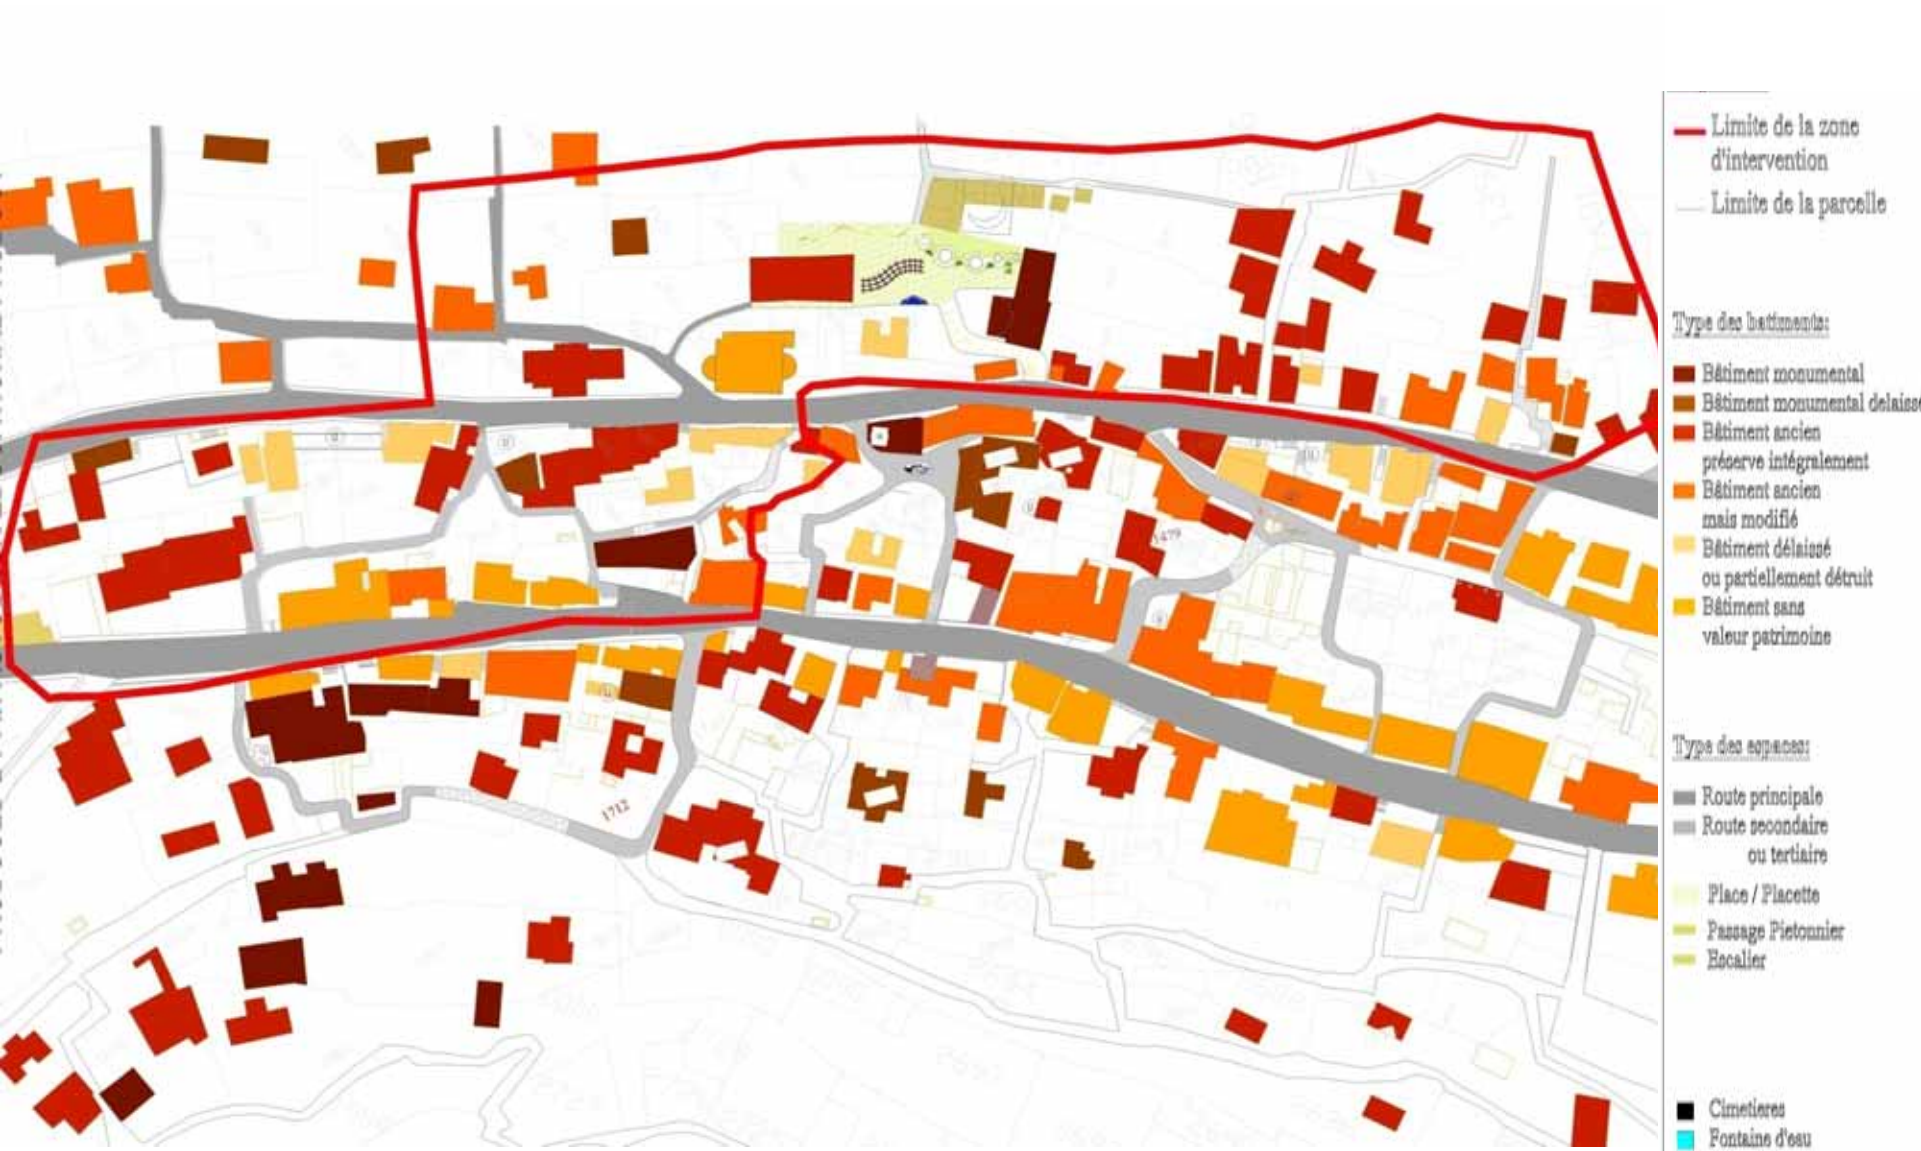 Limite de la zone
d'intervention
Limite de la parcelle
Type des batiments:
Bâtiment monumental
Bâtiment monumental delaissé
Bâtiment ancien
préserve intégralement
Bâtiment ancien
mais modifié
Bâtiment délaissé
ou partiellement détruit
Bâtiment sans
valeur patrimoine
Type des espaces:
Route principale
Route secondaire
ou tertiaire
Place / Placette
Passage Pietonnier
Escalier
Cimetieres
Fontaine d'eau
1479
1712